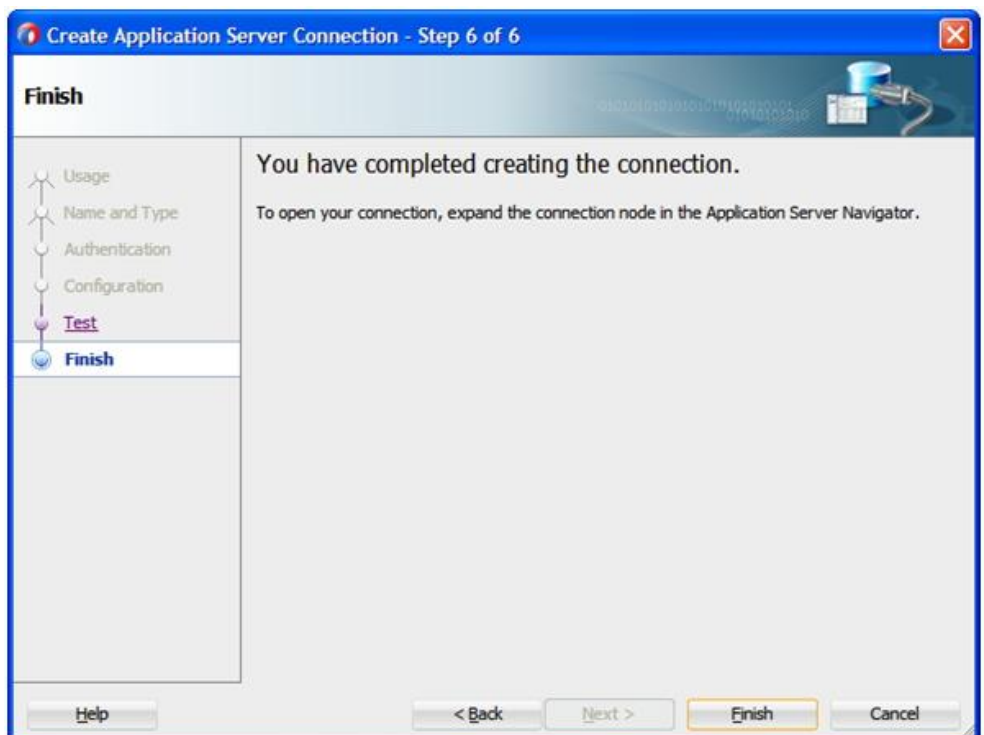 Create Application Server Connection - Step 6 of 6
Finish
Usage
Name and Type
Authentication
Configuration
Test
Finish
You have completed creating the connection.
To open your connection, expand the connection node in the Application Server Navigator.
Help
< Back
Next >
Finish
Cancel